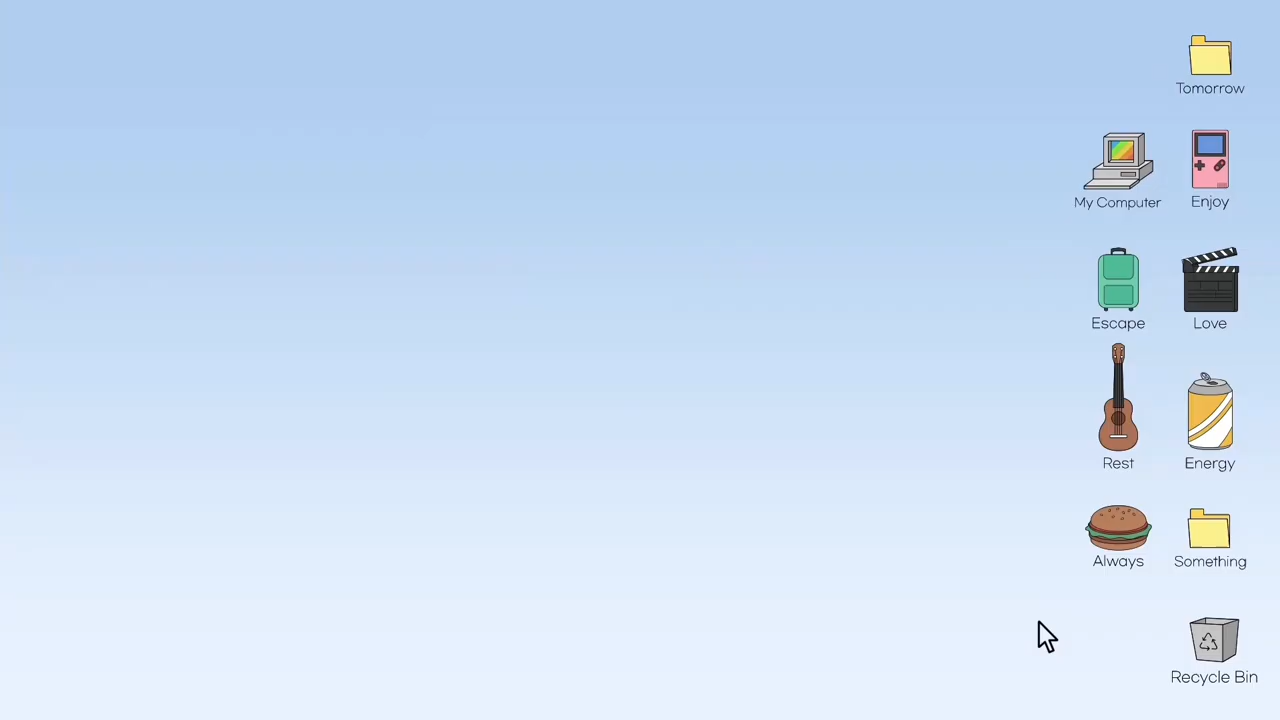 Tomorrow
My Computer
Enjoy
Escape
Love
Rest
Energy
Always
Something
Recycle Bin